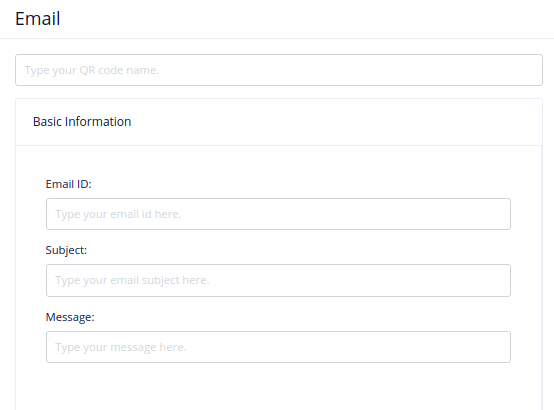 Email
Type your QR code name.
Basic Information
Email ID:
Type your email id here.
Subject:
Type your email subject here.
Message:
Type your message here.